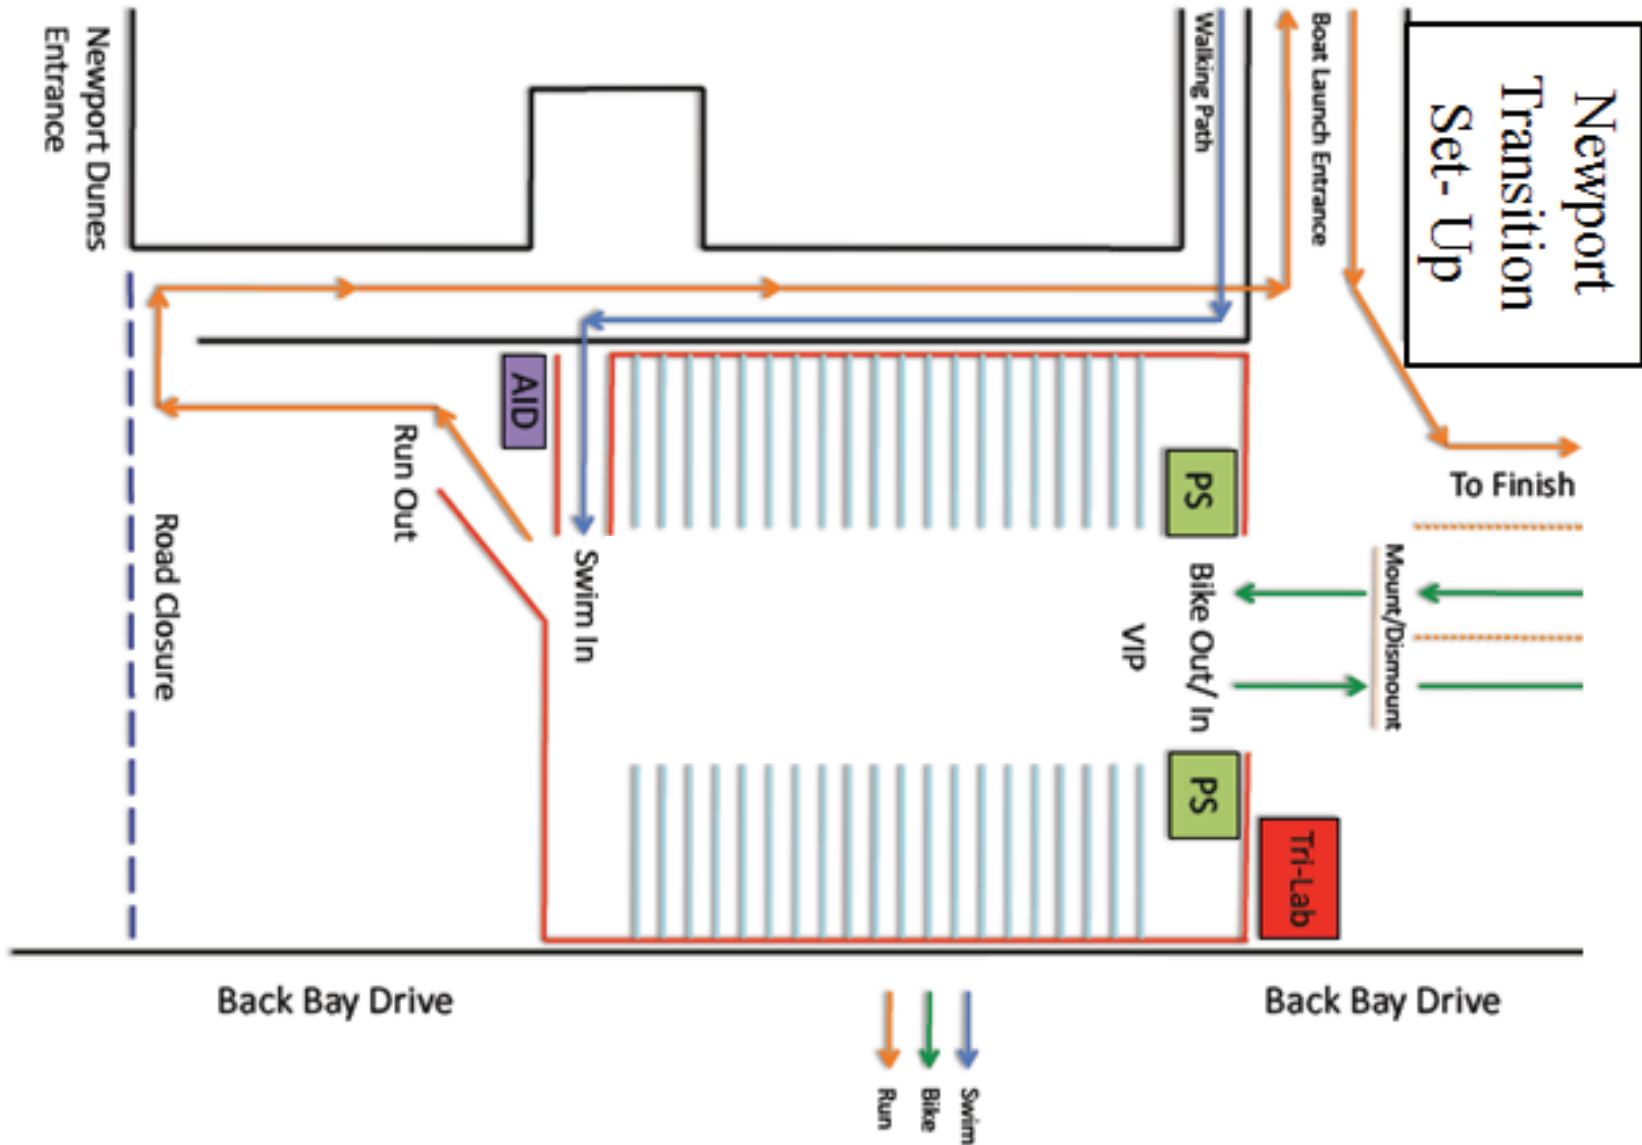 Newport
Transition
Set- Up
Newport Dunes
Entrance
Walking Path
Boat Launch Entrance
AID
Run Out
PS
To Finish
Road Closure
Swim In
VIP
Bike Out/ In
Mount/Dismount
PS
Tri-Lab
Back Bay Drive
Back Bay Drive
Swim
Bike
Run